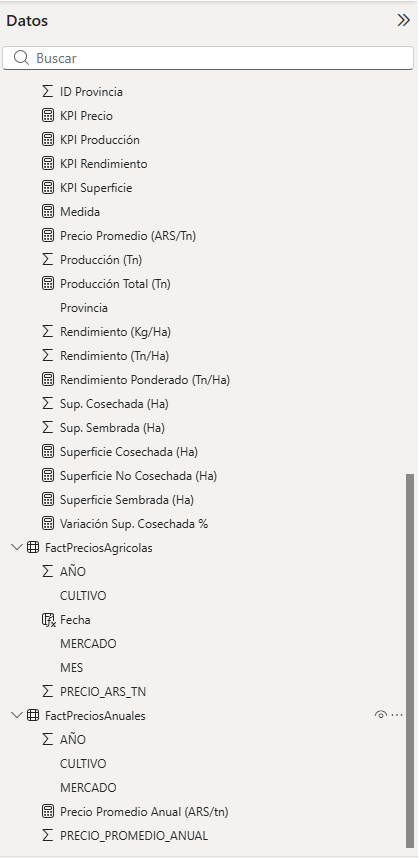 Datos
Buscar
ID Provincia
KPI Precio
KPI Producción
KPI Rendimiento
KPI Superficie
Medida
Precio Promedio (ARS/Tn)
Producción (Tn)
Producción Total (Tn)
Provincia
Rendimiento (Kg/Ha)
Rendimiento (Tn/Ha)
Rendimiento Ponderado (Tn/Ha)
Sup. Cosechada (Ha)
Sup. Sembrada (Ha)
Superficie Cosechada (Ha)
Superficie No Cosechada (Ha)
Superficie Sembrada (Ha)
Variación Sup. Cosechada %
FactPreciosAgricolas
AÑO
CULTIVO
Fecha
MERCADO
MES
PRECIO_ARS_TN
FactPreciosAnuales
AÑO
CULTIVO
MERCADO
Precio Promedio Anual (ARS/tn)
PRECIO_PROMEDIO_ANUAL